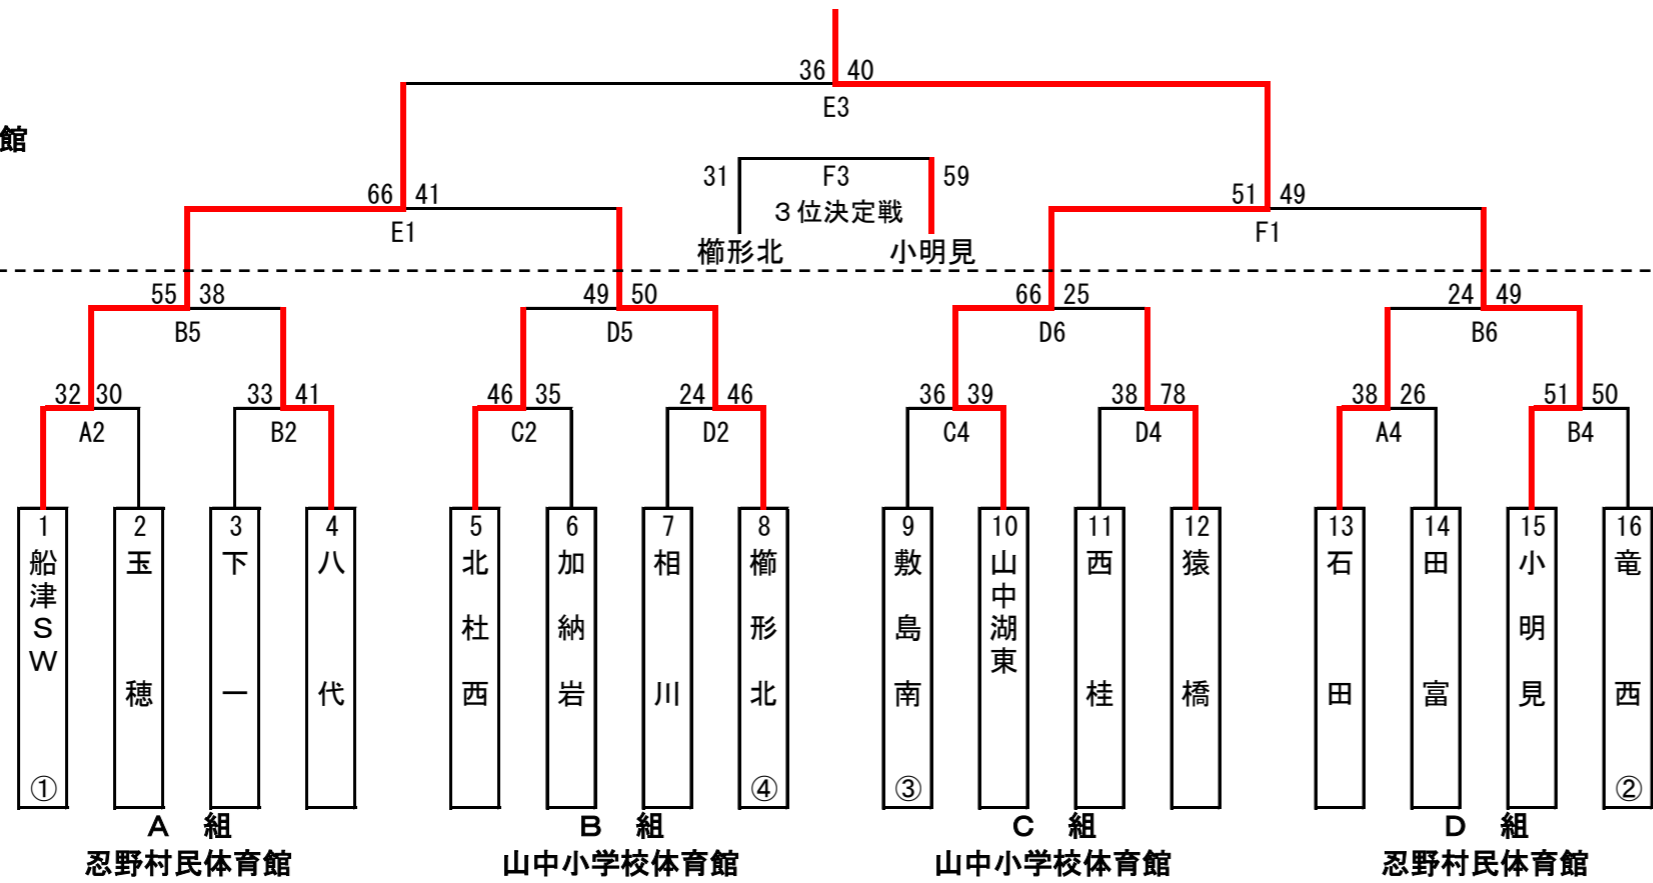 36 40
E3
館
31 F3 59
３位決定戦
櫛形北 小明見
66 41
E1
51 49
F1
55 38
B5
49 50
D5
66 25
D6
24 49
B6
32 30
A2
33 41
B2
46 35
C2
24 46
D2
36 39
C4
38 78
D4
38 26
A4
51 50
B4
1 船津ＳＷ ①
2 玉穂
3 下一
4 八代
5 北杜西
6 加納岩
7 相川
8 櫛形北 ④
9 敷島南 ③
10 山中湖東
11 西桂
12 猿橋
13 石田
14 田富
15 小明見
16 竜西 ②
Ａ 組 Ｂ 組 Ｃ 組 Ｄ 組
忍野村民体育館 山中小学校体育館 山中小学校体育館 忍野村民体育館